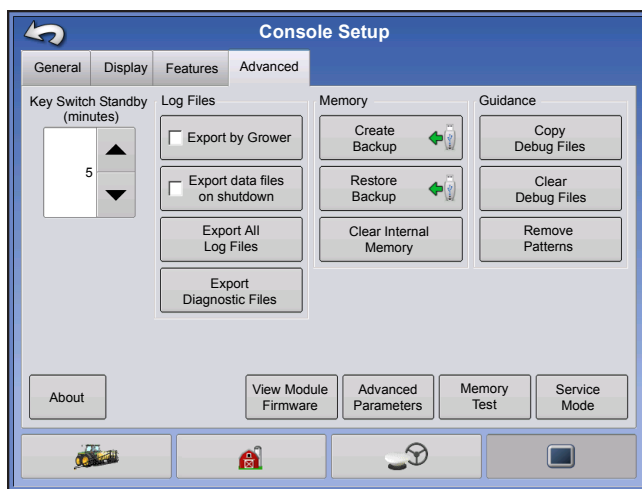 Console Setup
General
Display
Features
Advanced
Key Switch Standby
(minutes)
5
Log Files
Export by Grower
Export data files
on shutdown
Export All
Log Files
Export
Diagnostic Files
Memory
Create
Backup
Restore
Backup
Clear Internal
Memory
Guidance
Copy
Debug Files
Clear
Debug Files
Remove
Patterns
About
View Module
Firmware
Advanced
Parameters
Memory
Test
Service
Mode